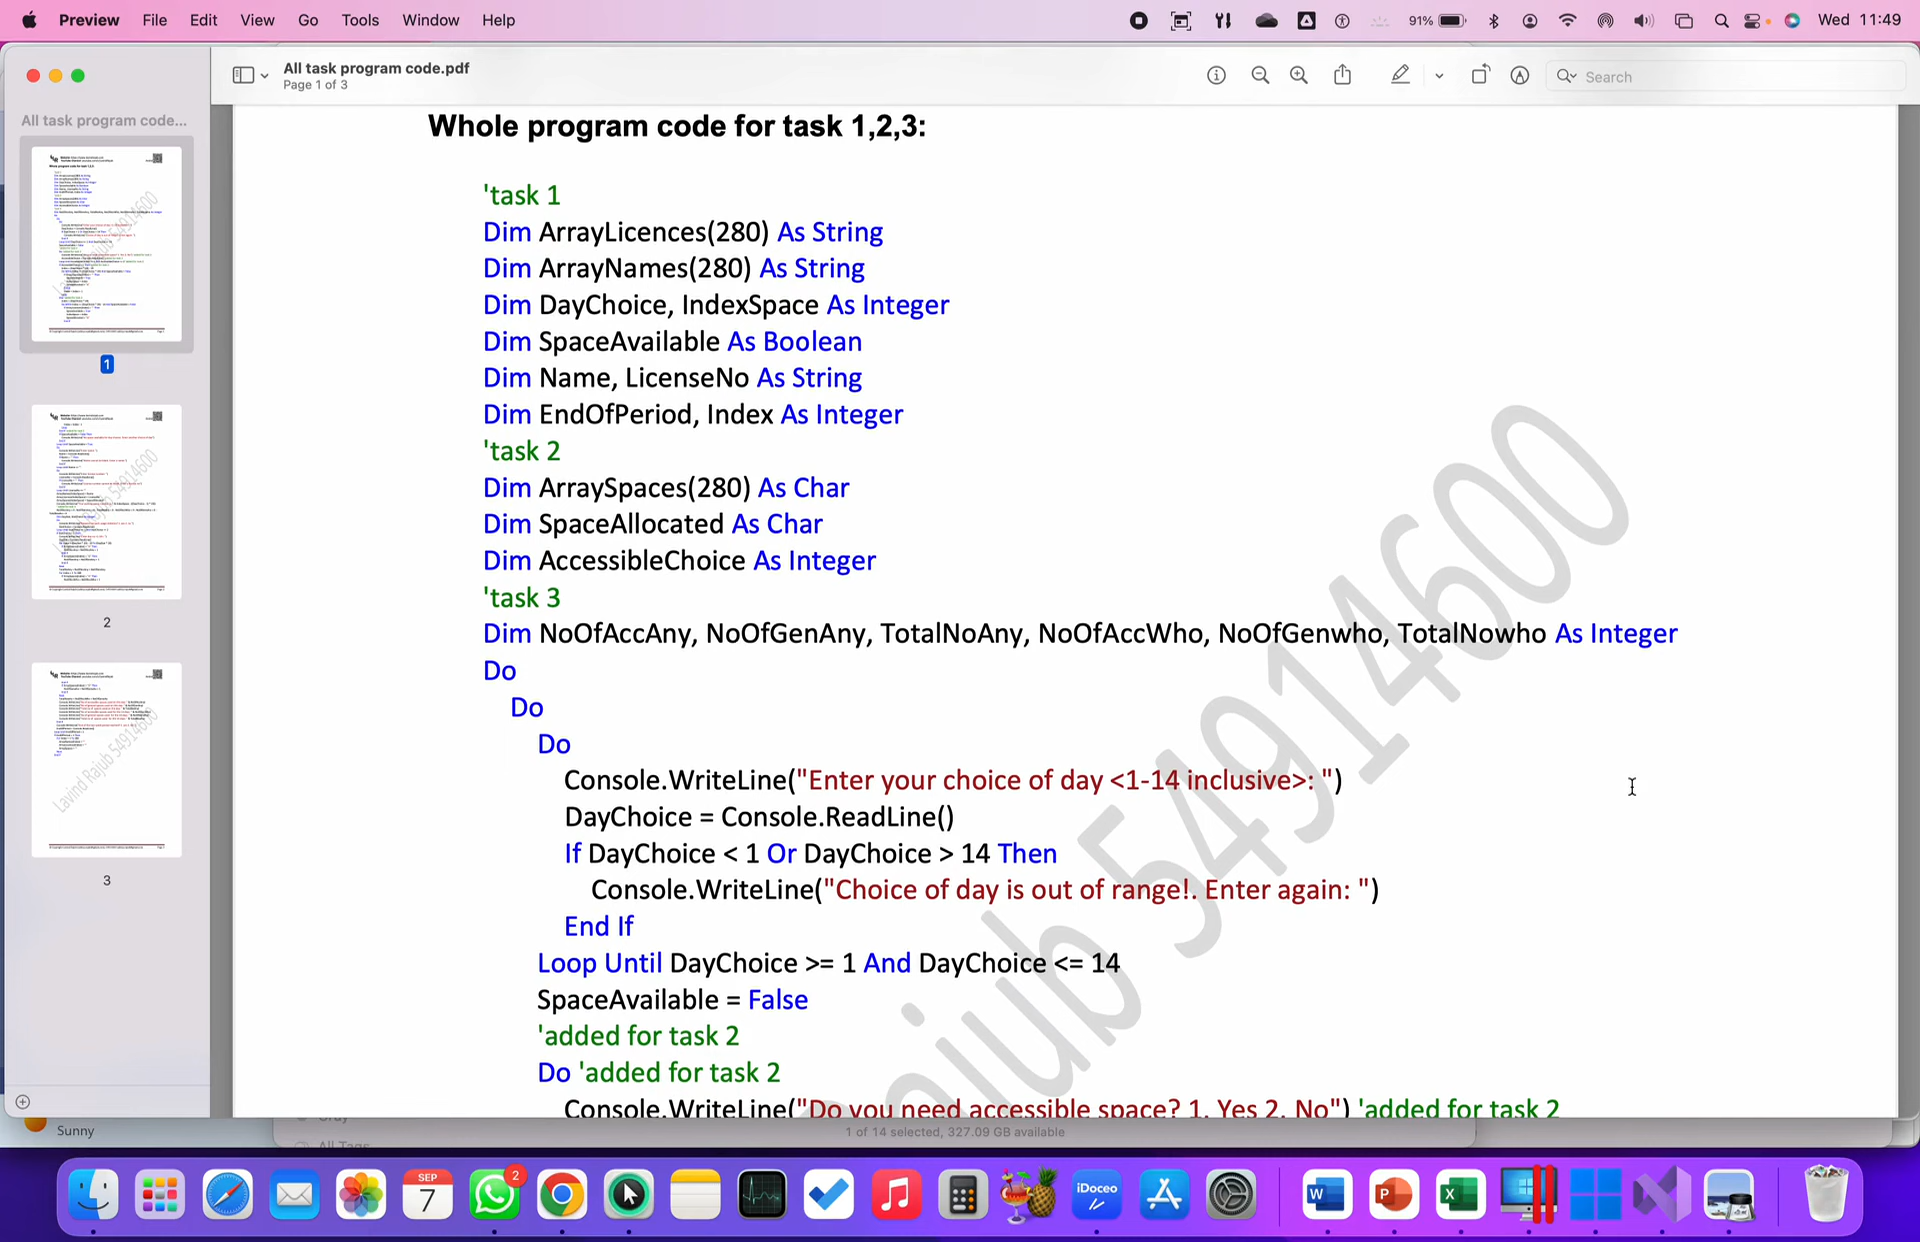 Preview File Edit View Go Tools Window Help 91% Wed 11:49
All task program code.pdf
Page 1 of 3
Search
All task program code...
1
2
3
Whole program code for task 1,2,3:
'task 1
Dim ArrayLicences(280) As String
Dim ArrayNames(280) As String
Dim DayChoice, IndexSpace As Integer
Dim SpaceAvailable As Boolean
Dim Name, LicenseNo As String
Dim EndOfPeriod, Index As Integer
'task 2
Dim ArraySpaces(280) As Char
Dim SpaceAllocated As Char
Dim AccessibleChoice As Integer
'task 3
Dim NoOfAccAny, NoOfGenAny, TotalNoAny, NoOfAccWho, NoOfGenwho, TotalNowho As Integer
Do
Do
Do
Console.WriteLine("Enter your choice of day <1-14 inclusive>: ")
DayChoice = Console.ReadLine()
If DayChoice < 1 Or DayChoice > 14 Then
Console.WriteLine("Choice of day is out of range!. Enter again: ")
End If
Loop Until DayChoice >= 1 And DayChoice <= 14
SpaceAvailable = False
'added for task 2
Do 'added for task 2
Console.WriteLine("Do you need accessible space? 1. Yes 2. No") 'added for task 2
Rajub 54914600
Sunny
All Tags...
1 of 14 selected, 327.09 GB available
SEP
7
2
iDoceo
W
P
X